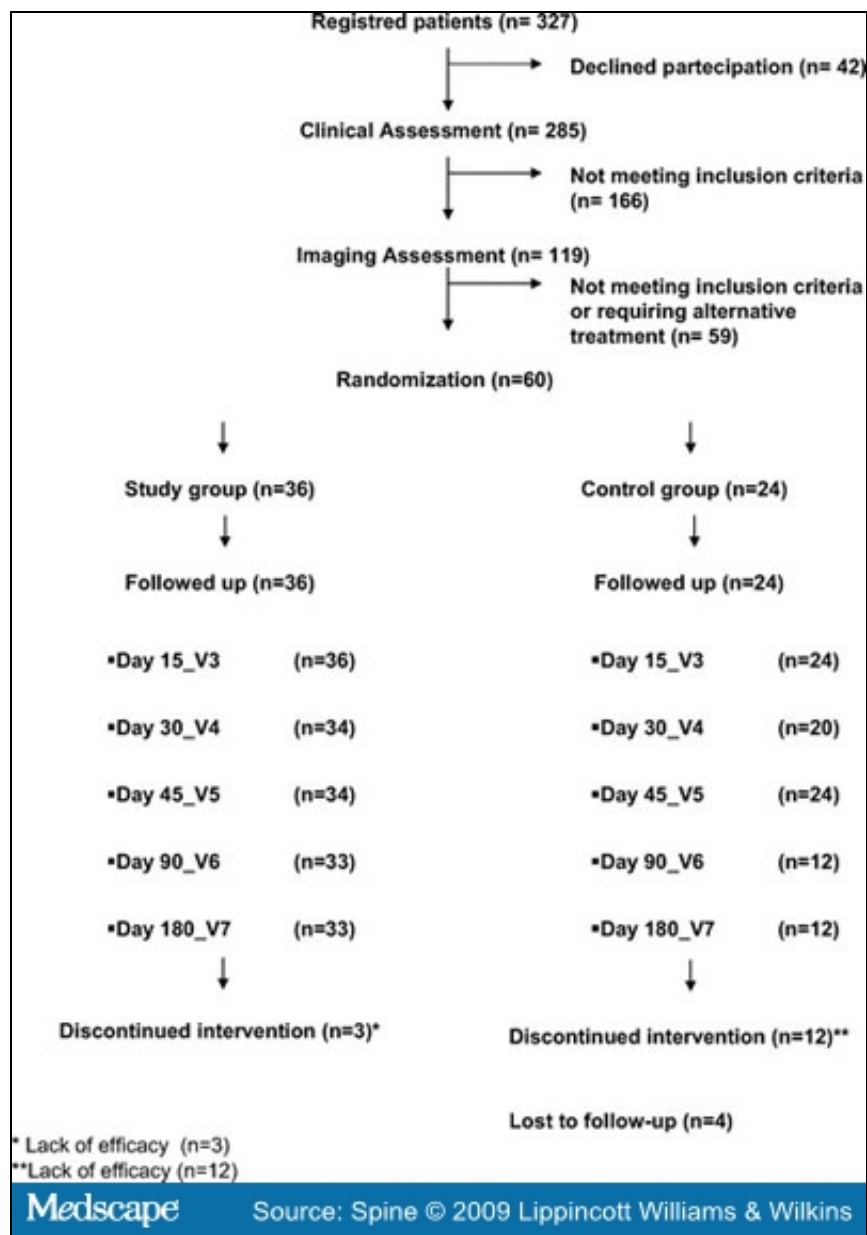 Registred patients (n= 327)
Declined partecipation (n= 42)
Clinical Assessment (n= 285)
Not meeting inclusion criteria
(n= 166)
Imaging Assessment (n= 119)
Not meeting inclusion criteria
or requiring alternative
treatment (n= 59)
Randomization (n=60)
Study group (n=36)
Followed up (n=36)
▪Day 15_V3 (n=36)
▪Day 30_V4 (n=34)
▪Day 45_V5 (n=34)
▪Day 90_V6 (n=33)
▪Day 180_V7 (n=33)
Discontinued intervention (n=3)*
Control group (n=24)
Followed up (n=24)
▪Day 15_V3 (n=24)
▪Day 30_V4 (n=20)
▪Day 45_V5 (n=24)
▪Day 90_V6 (n=12)
▪Day 180_V7 (n=12)
Discontinued intervention (n=12)**
Lost to follow-up (n=4)
* Lack of efficacy (n=3)
**Lack of efficacy (n=12)
Medscape
Source: Spine © 2009 Lippincott Williams & Wilkins